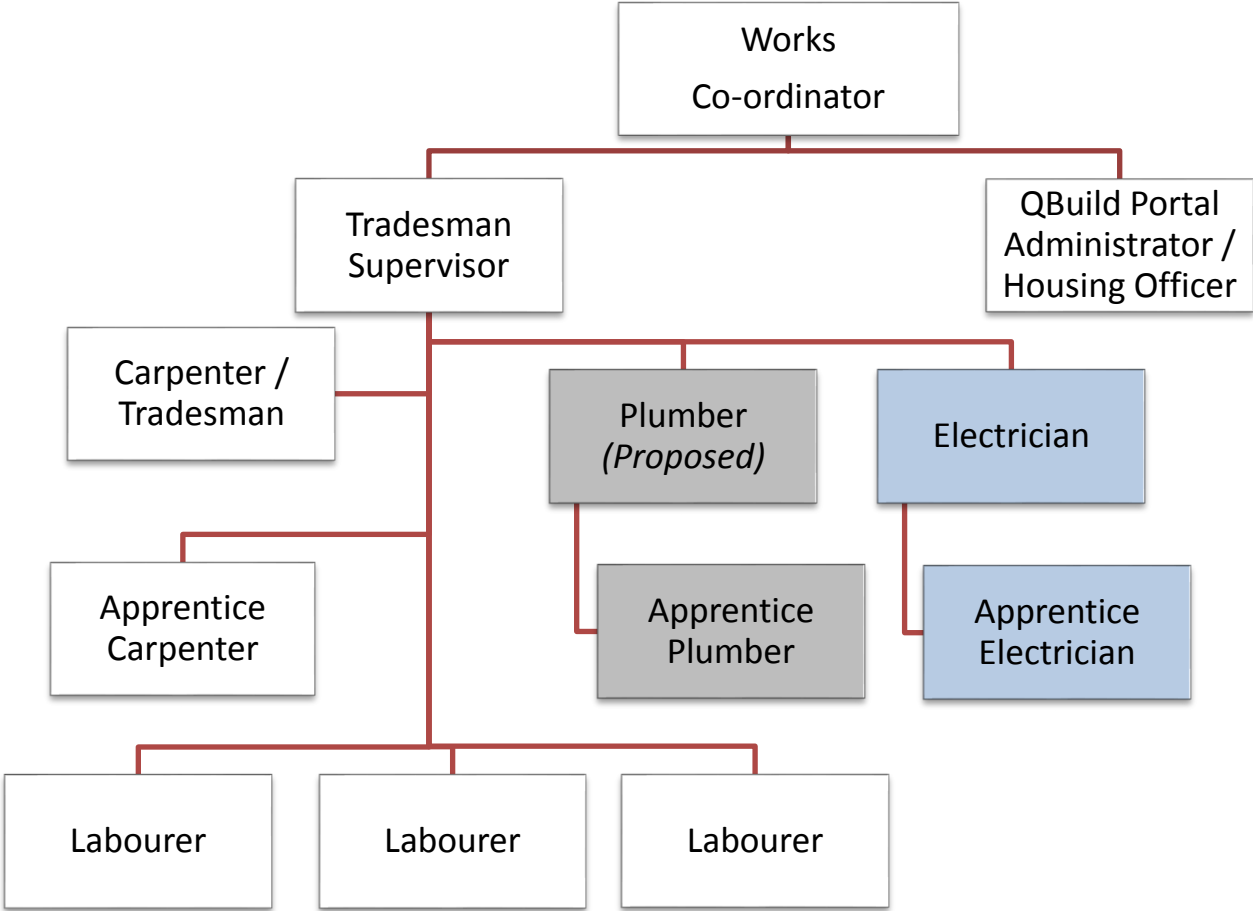 Works
Co-ordinator
Tradesman
Supervisor
QBuild Portal
Administrator /
Housing Officer
Carpenter /
Tradesman
Plumber
(Proposed)
Electrician
Apprentice
Carpenter
Apprentice
Plumber
Apprentice
Electrician
Labourer
Labourer
Labourer